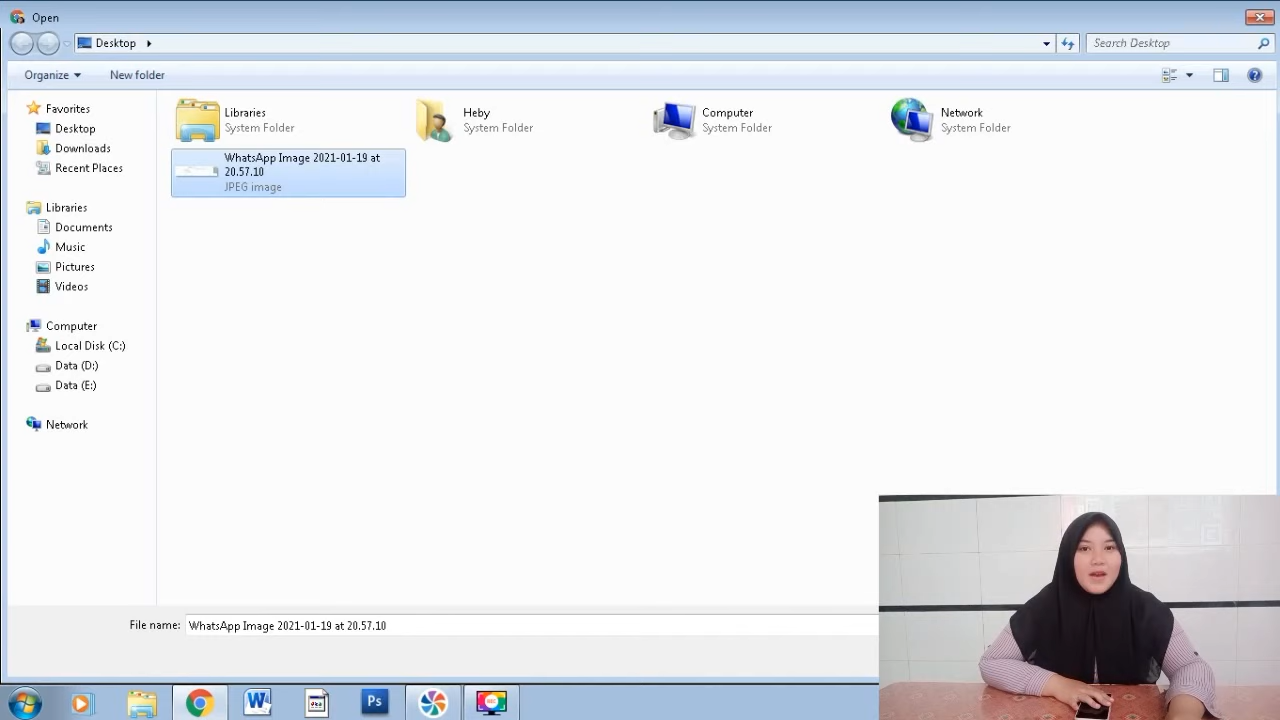 Open
Desktop
Search Desktop
Organize
New folder
Favorites
Desktop
Downloads
Recent Places
Libraries
Documents
Music
Pictures
Videos
Computer
Local Disk (C:)
Data (D:)
Data (E:)
Network
Libraries
System Folder
Heby
System Folder
Computer
System Folder
Network
System Folder
WhatsApp Image 2021-01-19 at
20.57.10
JPEG image
File name:
WhatsApp Image 2021-01-19 at 20.57.10
W
Ps